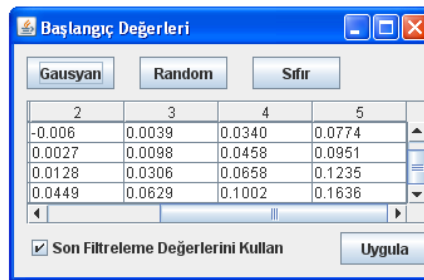 Başlangıç Değerleri
Gausyan Random Sıfır
2 3 4 5
-0.006 0.0039 0.0340 0.0774
0.0027 0.0098 0.0458 0.0951
0.0128 0.0306 0.0658 0.1235
0.0449 0.0629 0.1002 0.1636
Son Filtreleme Değerlerini Kullan Uygula